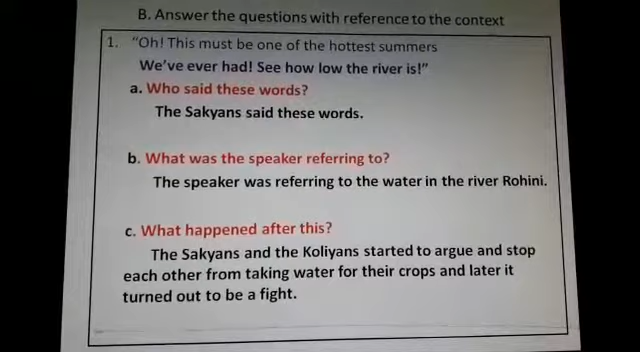 B. Answer the questions with reference to the context
1. "Oh! This must be one of the hottest summers
We've ever had! See how low the river is!"
a. Who said these words?
The Sakyans said these words.
b. What was the speaker referring to?
The speaker was referring to the water in the river Rohini.
c. What happened after this?
The Sakyans and the Koliyans started to argue and stop
each other from taking water for their crops and later it
turned out to be a fight.